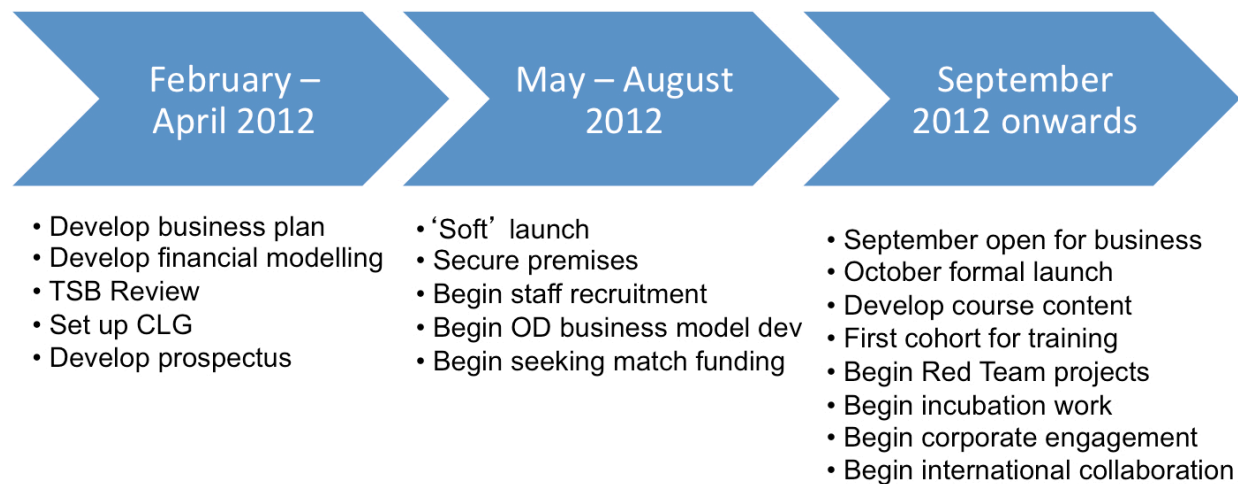 February –
April 2012
May – August
2012
September
2012 onwards
• Develop business plan
• Develop financial modelling
• TSB Review
• Set up CLG
• Develop prospectus
• ‘Soft’ launch
• Secure premises
• Begin staff recruitment
• Begin OD business model dev
• Begin seeking match funding
• September open for business
• October formal launch
• Develop course content
• First cohort for training
• Begin Red Team projects
• Begin incubation work
• Begin corporate engagement
• Begin international collaboration